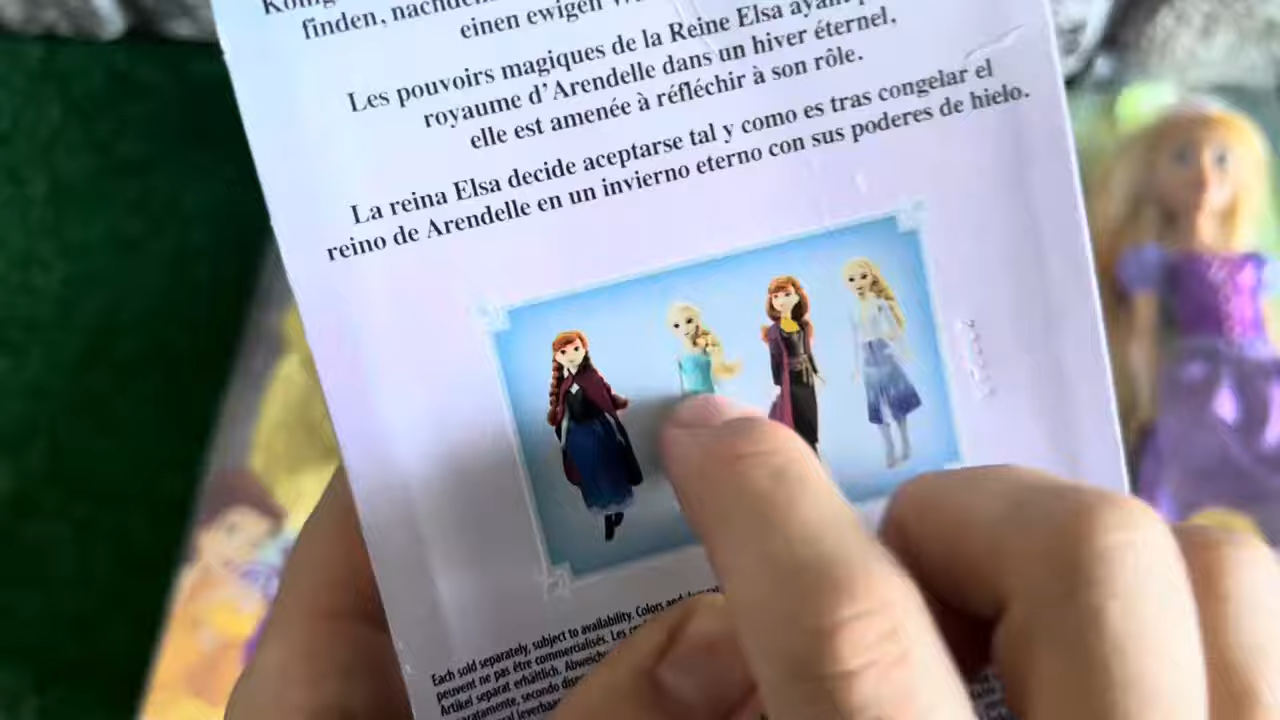 finden,
einen ewigen
Les pouvoirs magiques de la Reine Elsa ayant
royaume d'Arendelle dans un hiver éternel,
elle est amenée à réfléchir à son rôle.
La reina Elsa decide aceptarse tal y como es tras congelar el
reino de Arendelle en un invierno eterno con sus poderes de hielo.
Each sold separately, subject to availability. Colors and
peuvent ne pas être commercialisés. Les
Artikel separat erhältlich.